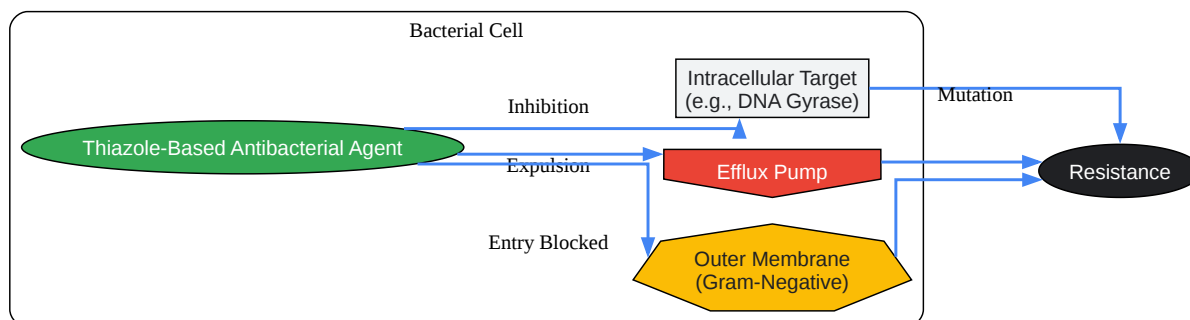 Bacterial Cell
Intracellular Target
(e.g., DNA Gyrase)
Mutation
Inhibition
Thiazole-Based Antibacterial Agent
Expulsion
Efflux Pump
Resistance
Entry Blocked
Outer Membrane
(Gram-Negative)